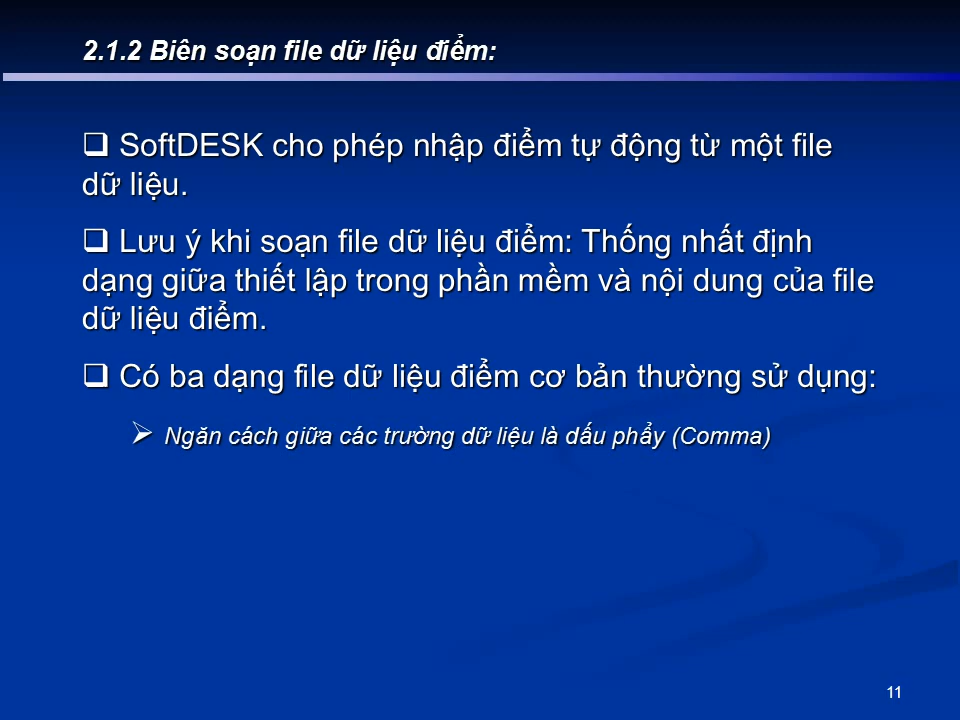 2.1.2 Biên soạn file dữ liệu điểm:
❑ SoftDESK cho phép nhập điểm tự động từ một file
dữ liệu.
❑ Lưu ý khi soạn file dữ liệu điểm: Thống nhất định
dạng giữa thiết lập trong phần mềm và nội dung của file
dữ liệu điểm.
❑ Có ba dạng file dữ liệu điểm cơ bản thường sử dụng:
➢ Ngăn cách giữa các trường dữ liệu là dấu phẩy (Comma)
11